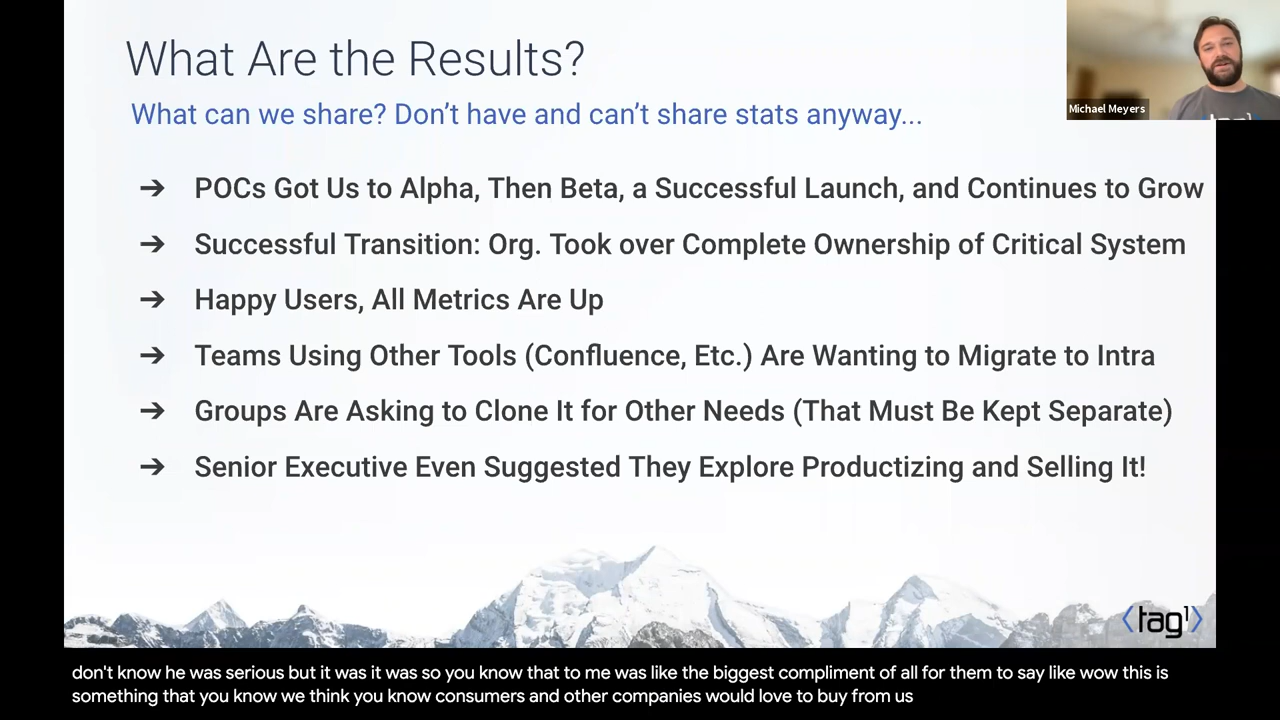 What Are the Results?
What can we share? Don’t have and can’t share stats anyway...
Michael Meyers
➔ POCs Got Us to Alpha, Then Beta, a Successful Launch, and Continues to Grow
➔ Successful Transition: Org. Took over Complete Ownership of Critical System
➔ Happy Users, All Metrics Are Up
➔ Teams Using Other Tools (Confluence, Etc.) Are Wanting to Migrate to Intra
➔ Groups Are Asking to Clone It for Other Needs (That Must Be Kept Separate)
➔ Senior Executive Even Suggested They Explore Productizing and Selling It!
⟨tag1⟩
don't know he was serious but it was it was so you know that to me was like the biggest compliment of all for them to say like wow this is
something that you know we think you know consumers and other companies would love to buy from us